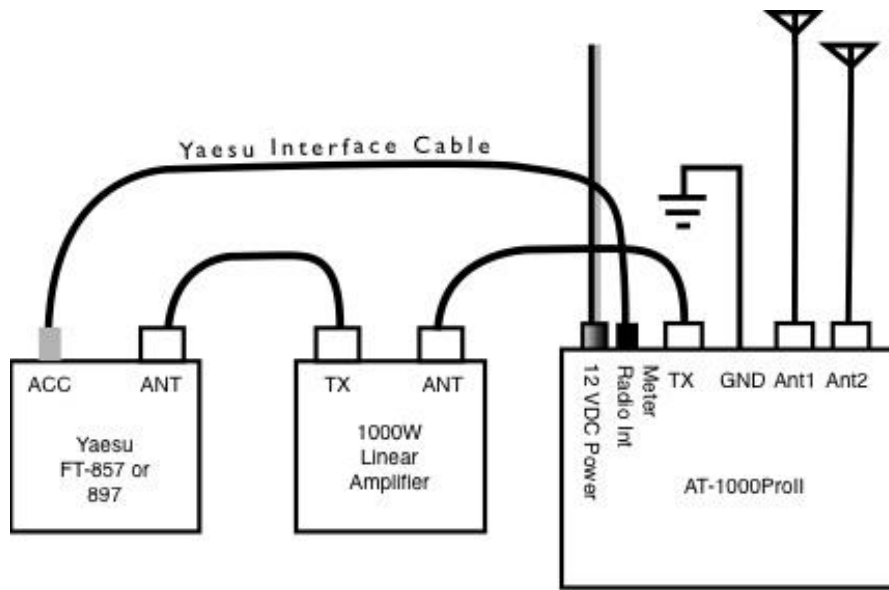 Yaesu Interface Cable
ACC
ANT
Yaesu
FT-857 or
897
TX
ANT
1000W
Linear
Amplifier
12 VDC Power
Radio Int
Meter
TX
GND
Ant1
Ant2
AT-1000ProII